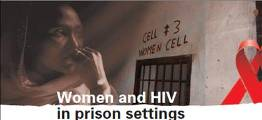 CELL # 3
WOMEN CELL
Women and HIV
in prison settings